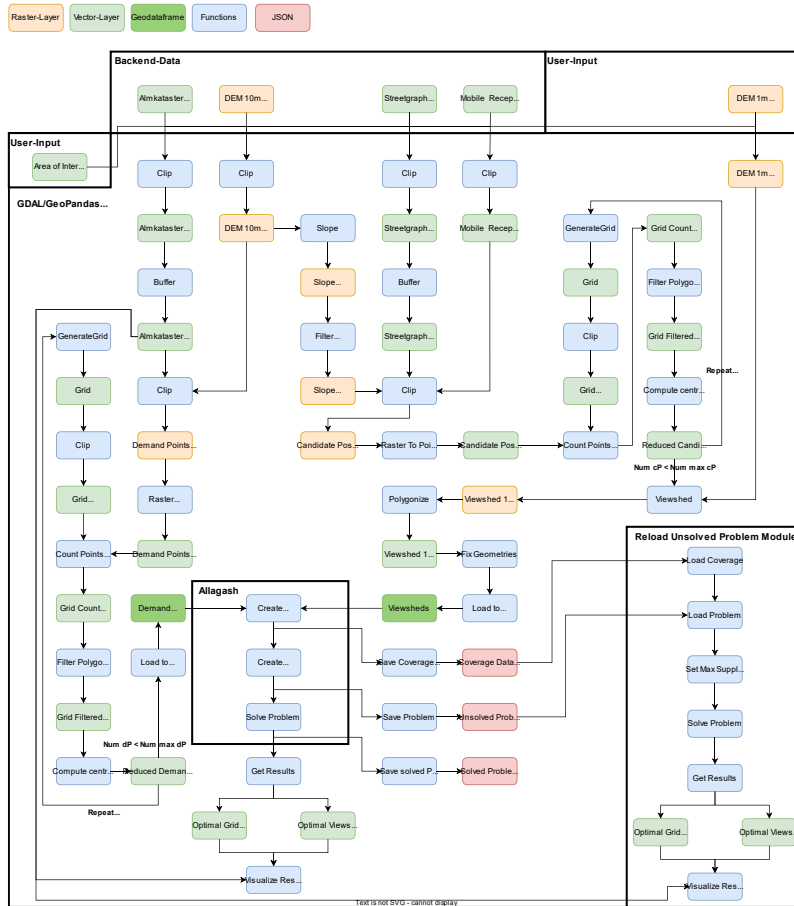 Raster-Layer
Vector-Layer
Geodataframe
Functions
JSON
Backend-Data
User-Input
Almkataster...
DEM 10m...
Streetgraph...
Mobile Recep...
DEM 1m...
User-Input
Area of Inter...
Clip
Clip
Clip
Clip
DEM 1m...
GDAL/GeoPandas...
Almkataster...
DEM 10m...
Slope
Streetgraph...
Mobile Recep...
GenerateGrid
Grid Count...
Buffer
Slope...
Buffer
Grid
Filter Polygo...
GenerateGrid
Almkataster...
Filter...
Streetgraph...
Clip
Grid Filtered...
Repeat...
Grid
Clip
Slope...
Clip
Grid...
Compute centr...
Clip
Demand Points...
Candidate Pos...
Raster To Poi...
Candidate Pos...
Count Points...
Reduced Candi...
Num cP < Num max cP
Grid...
Raster...
Polygonize
Viewshed 1...
Viewshed
Reload Unsolved Problem Module
Count Points...
Demand Points...
Viewshed 1...
Fix Geometries
Load Coverage
Allagash
Grid Count...
Demand...
Create...
Viewsheds
Load to...
Load Problem
Filter Polygo...
Load to...
Create...
Save Coverage...
Coverage Data...
Set Max Suppl...
Grid Filtered...
Solve Problem
Save Problem
Unsolved Prob...
Solve Problem
Num dP < Num max dP
Compute centr...
Reduced Deman...
Get Results
Save solved P...
Solved Proble...
Get Results
Repeat...
Optimal Grid...
Optimal Views...
Optimal Grid...
Optimal Views...
Visualize Res...
Visualize Res...
Text is not SVG - cannot display